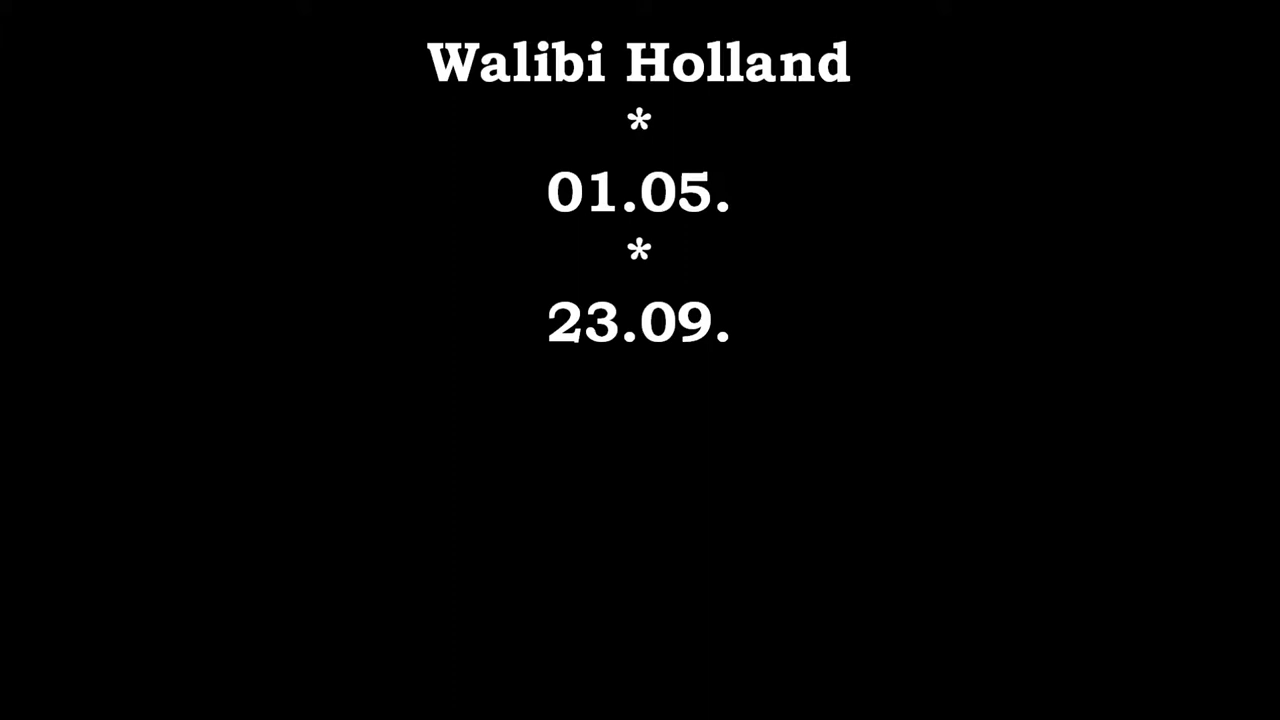 Walibi Holland
*
01.05.
*
23.09.